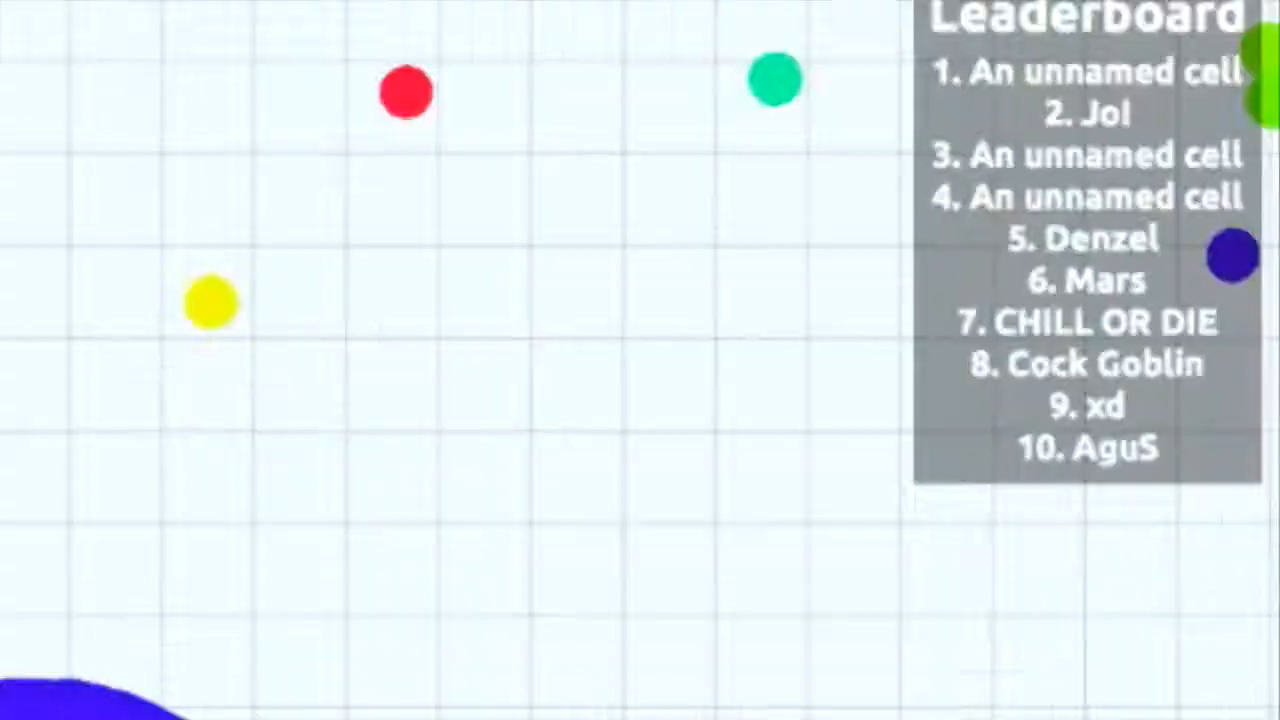 Leaderboard
1. An unnamed cell
2. JoI
3. An unnamed cell
4. An unnamed cell
5. Denzel
6. Mars
7. CHILL OR DIE
8. Cock Goblin
9. xd
10. AguS